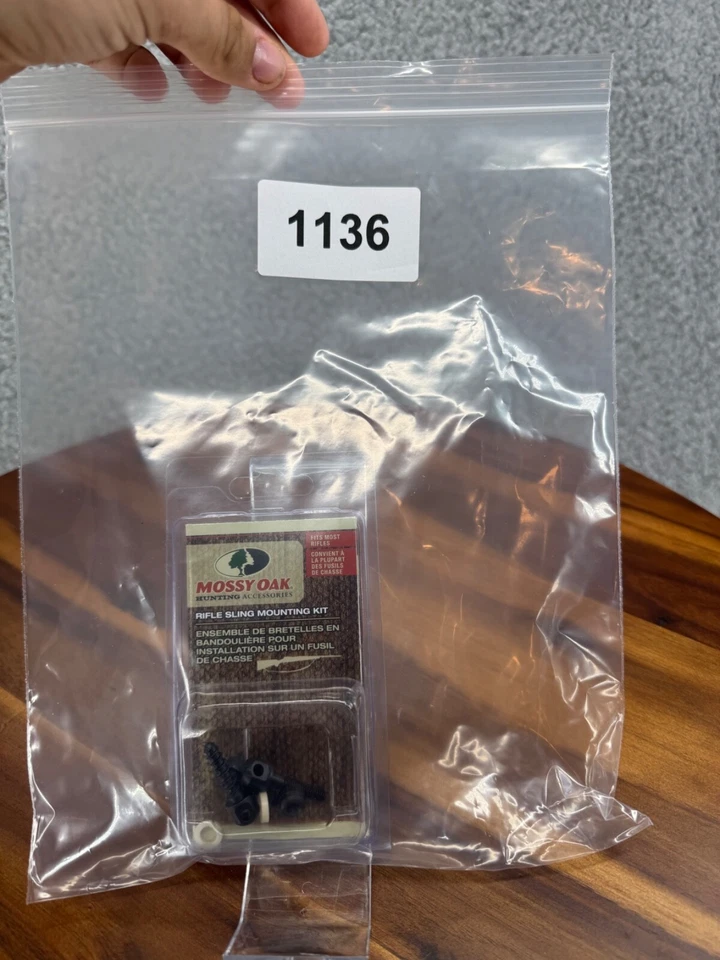 1136
FITS MOST
RIFLES
CONVIENT À
LA PLUPART
DES FUSILS
DE CHASSE
MOSSY OAK
HUNTING ACCESSORIES
RIFLE SLING MOUNTING KIT
ENSEMBLE DE BRETELLES EN
BANDOULIÈRE POUR
INSTALLATION SUR UN FUSIL
DE CHASSE